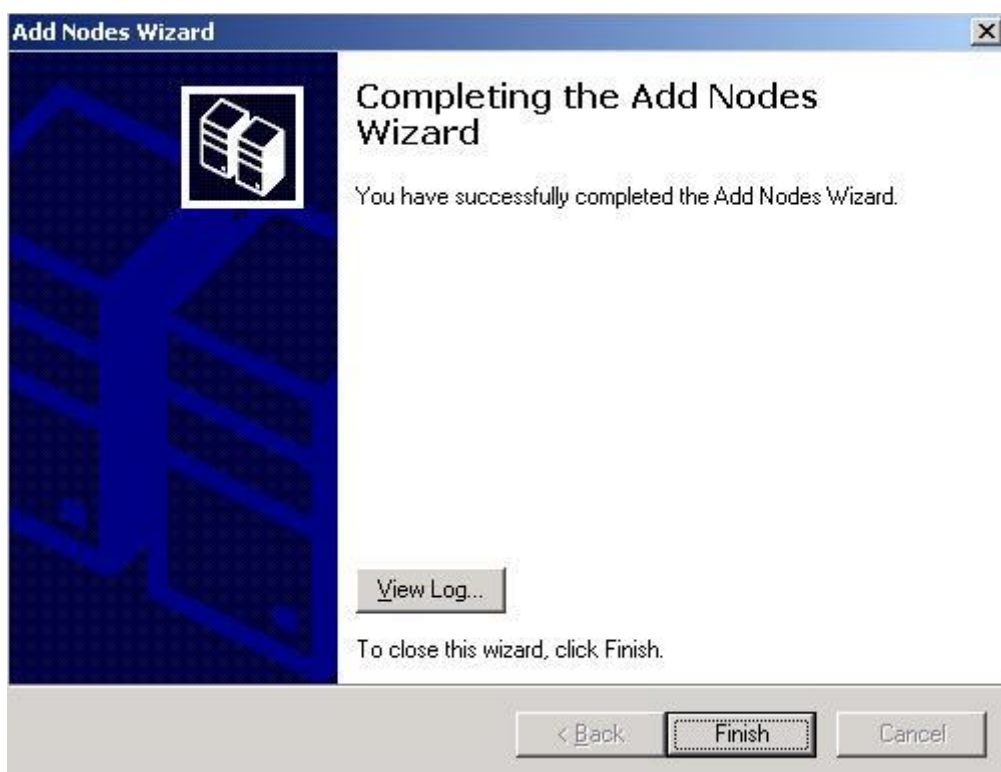 Add Nodes Wizard
Completing the Add Nodes
Wizard
You have successfully completed the Add Nodes Wizard.
View Log...
To close this wizard, click Finish.
< Back
Finish
Cancel